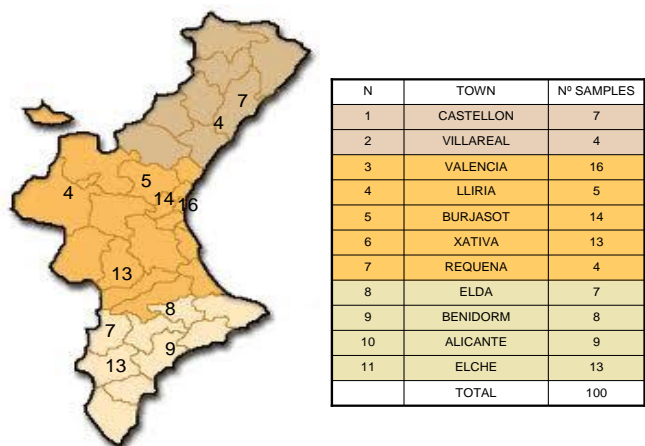 7
4
5
4
14
16
13
8
7
9
13
N TOWN Nº SAMPLES
1 CASTELLON 7
2 VILLAREAL 4
3 VALENCIA 16
4 LLIRIA 5
5 BURJASOT 14
6 XATIVA 13
7 REQUENA 4
8 ELDA 7
9 BENIDORM 8
10 ALICANTE 9
11 ELCHE 13
TOTAL 100